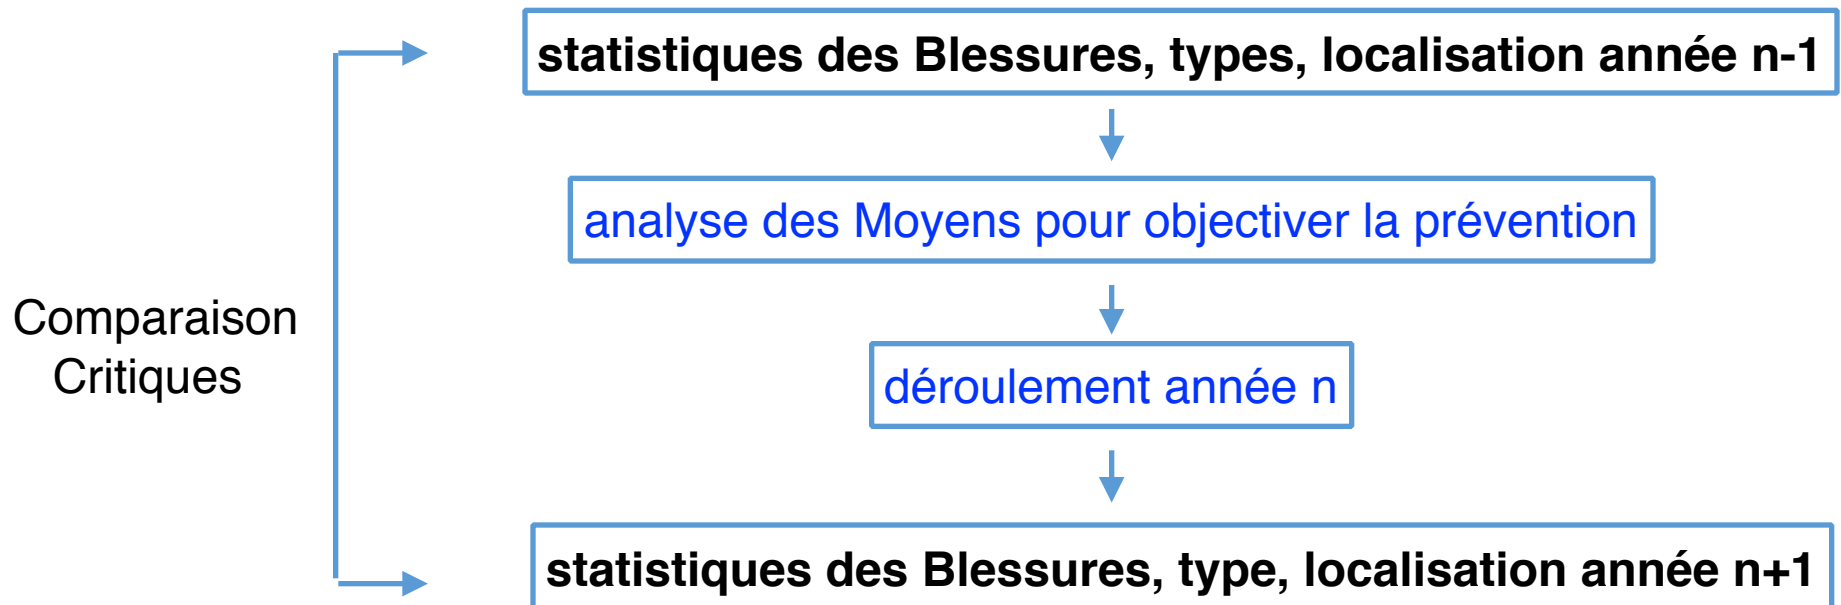 statistiques des Blessures, types, localisation année n-1
analyse des Moyens pour objectiver la prévention
Comparaison
Critiques
déroulement année n
statistiques des Blessures, type, localisation année n+1